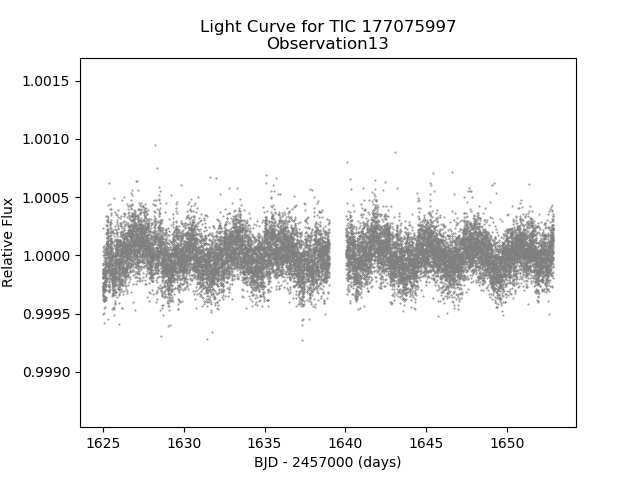 Light Curve for TIC 177075997
Observation13
1.0015
1.0010
1.0005
1.0000
0.9995
0.9990
Relative Flux
1625 1630 1635 1640 1645 1650
BJD - 2457000 (days)